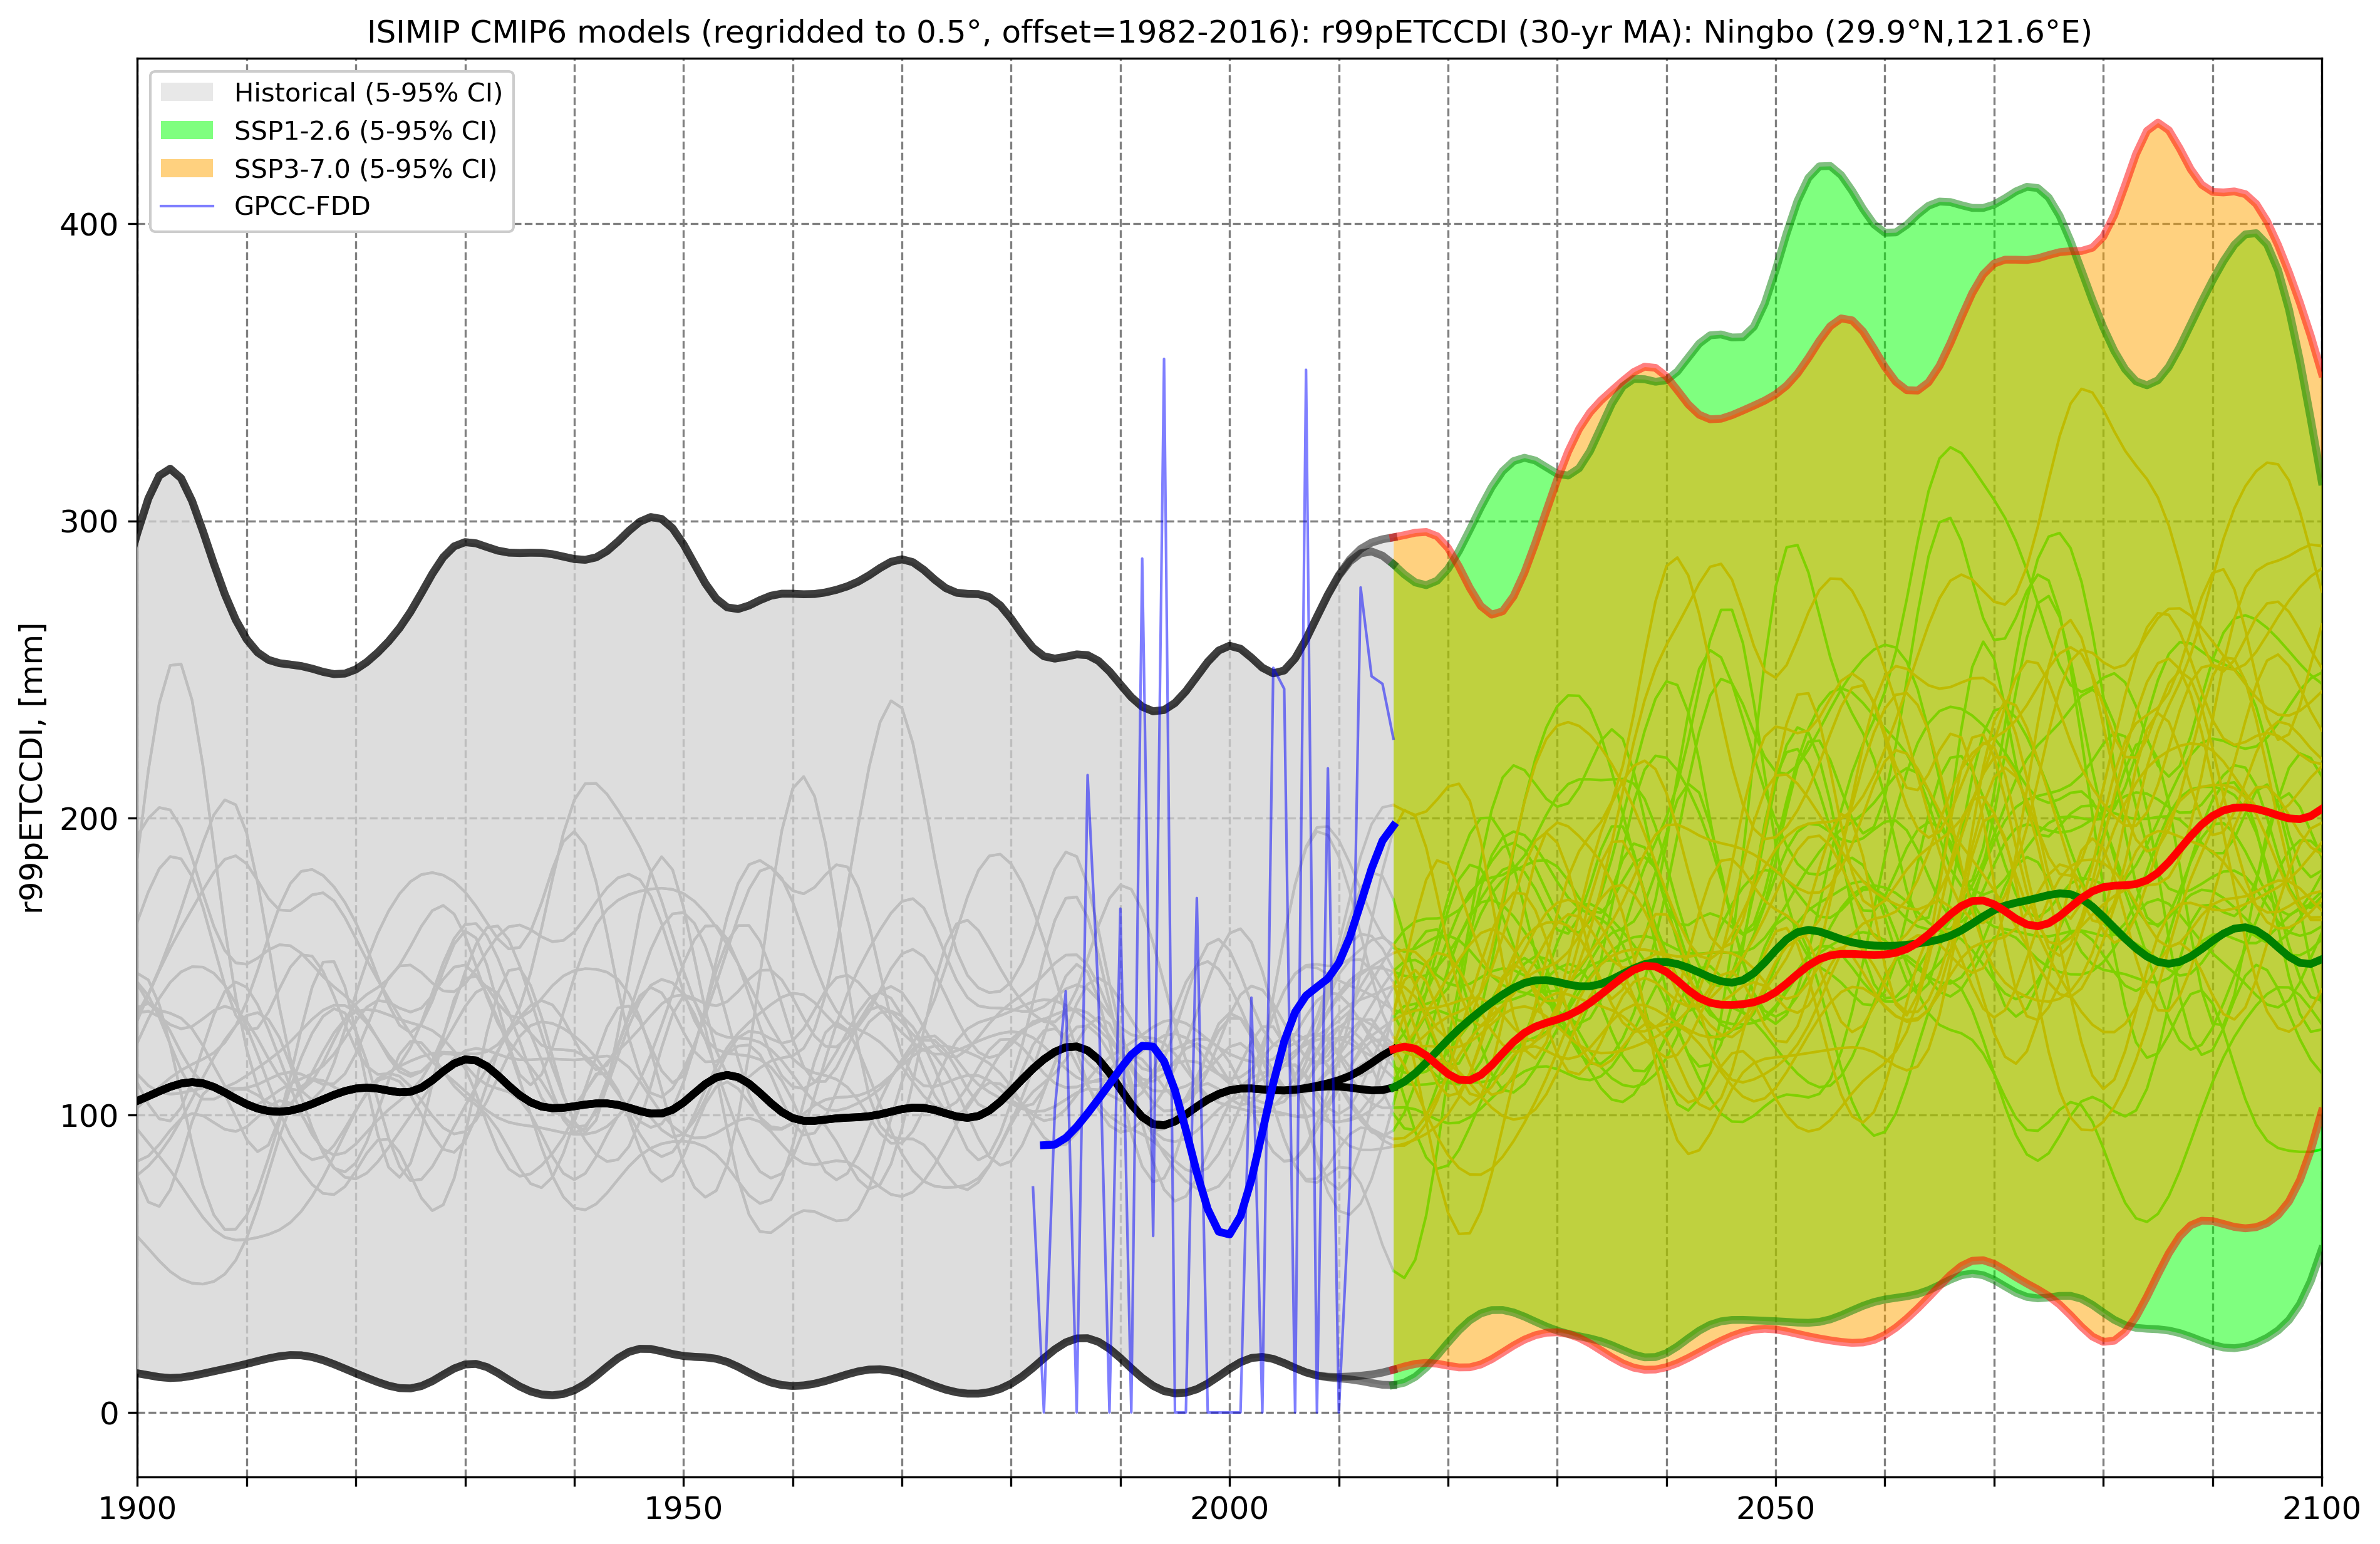 ISIMIP CMIP6 models (regridded to 0.5°, offset=1982-2016): r99pETCCDI (30-yr MA): Ningbo (29.9°N,121.6°E)
Historical (5-95% CI)
SSP1-2.6 (5-95% CI)
SSP3-7.0 (5-95% CI)
GPCC-FDD
r99pETCCDI, [mm]
400
300
200
100
0
1900 1950 2000 2050 2100